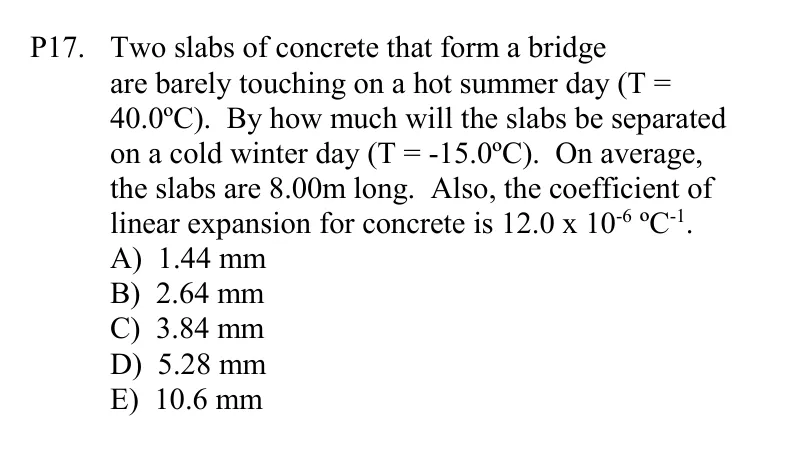 P17. Two slabs of concrete that form a bridge
are barely touching on a hot summer day (T =
40.0ºC). By how much will the slabs be separated
on a cold winter day (T = -15.0ºC). On average,
the slabs are 8.00m long. Also, the coefficient of
linear expansion for concrete is 12.0 x 10⁻⁶ ºC⁻¹.
A) 1.44 mm
B) 2.64 mm
C) 3.84 mm
D) 5.28 mm
E) 10.6 mm